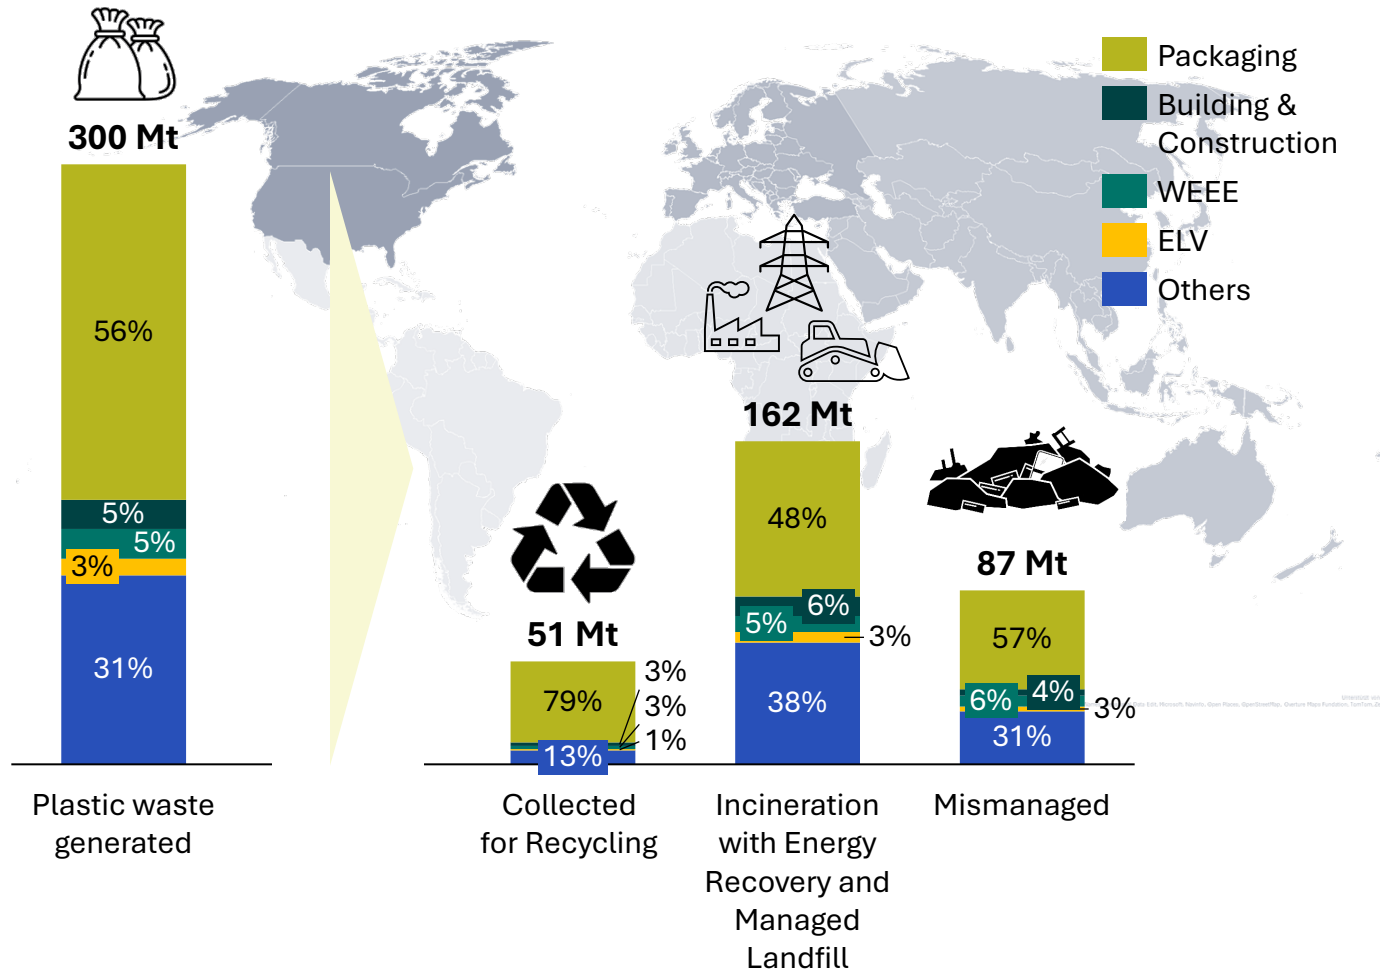 300 Mt
56%
5%
5%
3%
31%
Plastic waste
generated
51 Mt
79%
3%
3%
1%
13%
Collected
for Recycling
162 Mt
48%
6%
5%
3%
38%
Incineration
with Energy
Recovery and
Managed
Landfill
87 Mt
57%
4%
6%
3%
31%
Mismanaged
Packaging
Building &
Construction
WEEE
ELV
Others